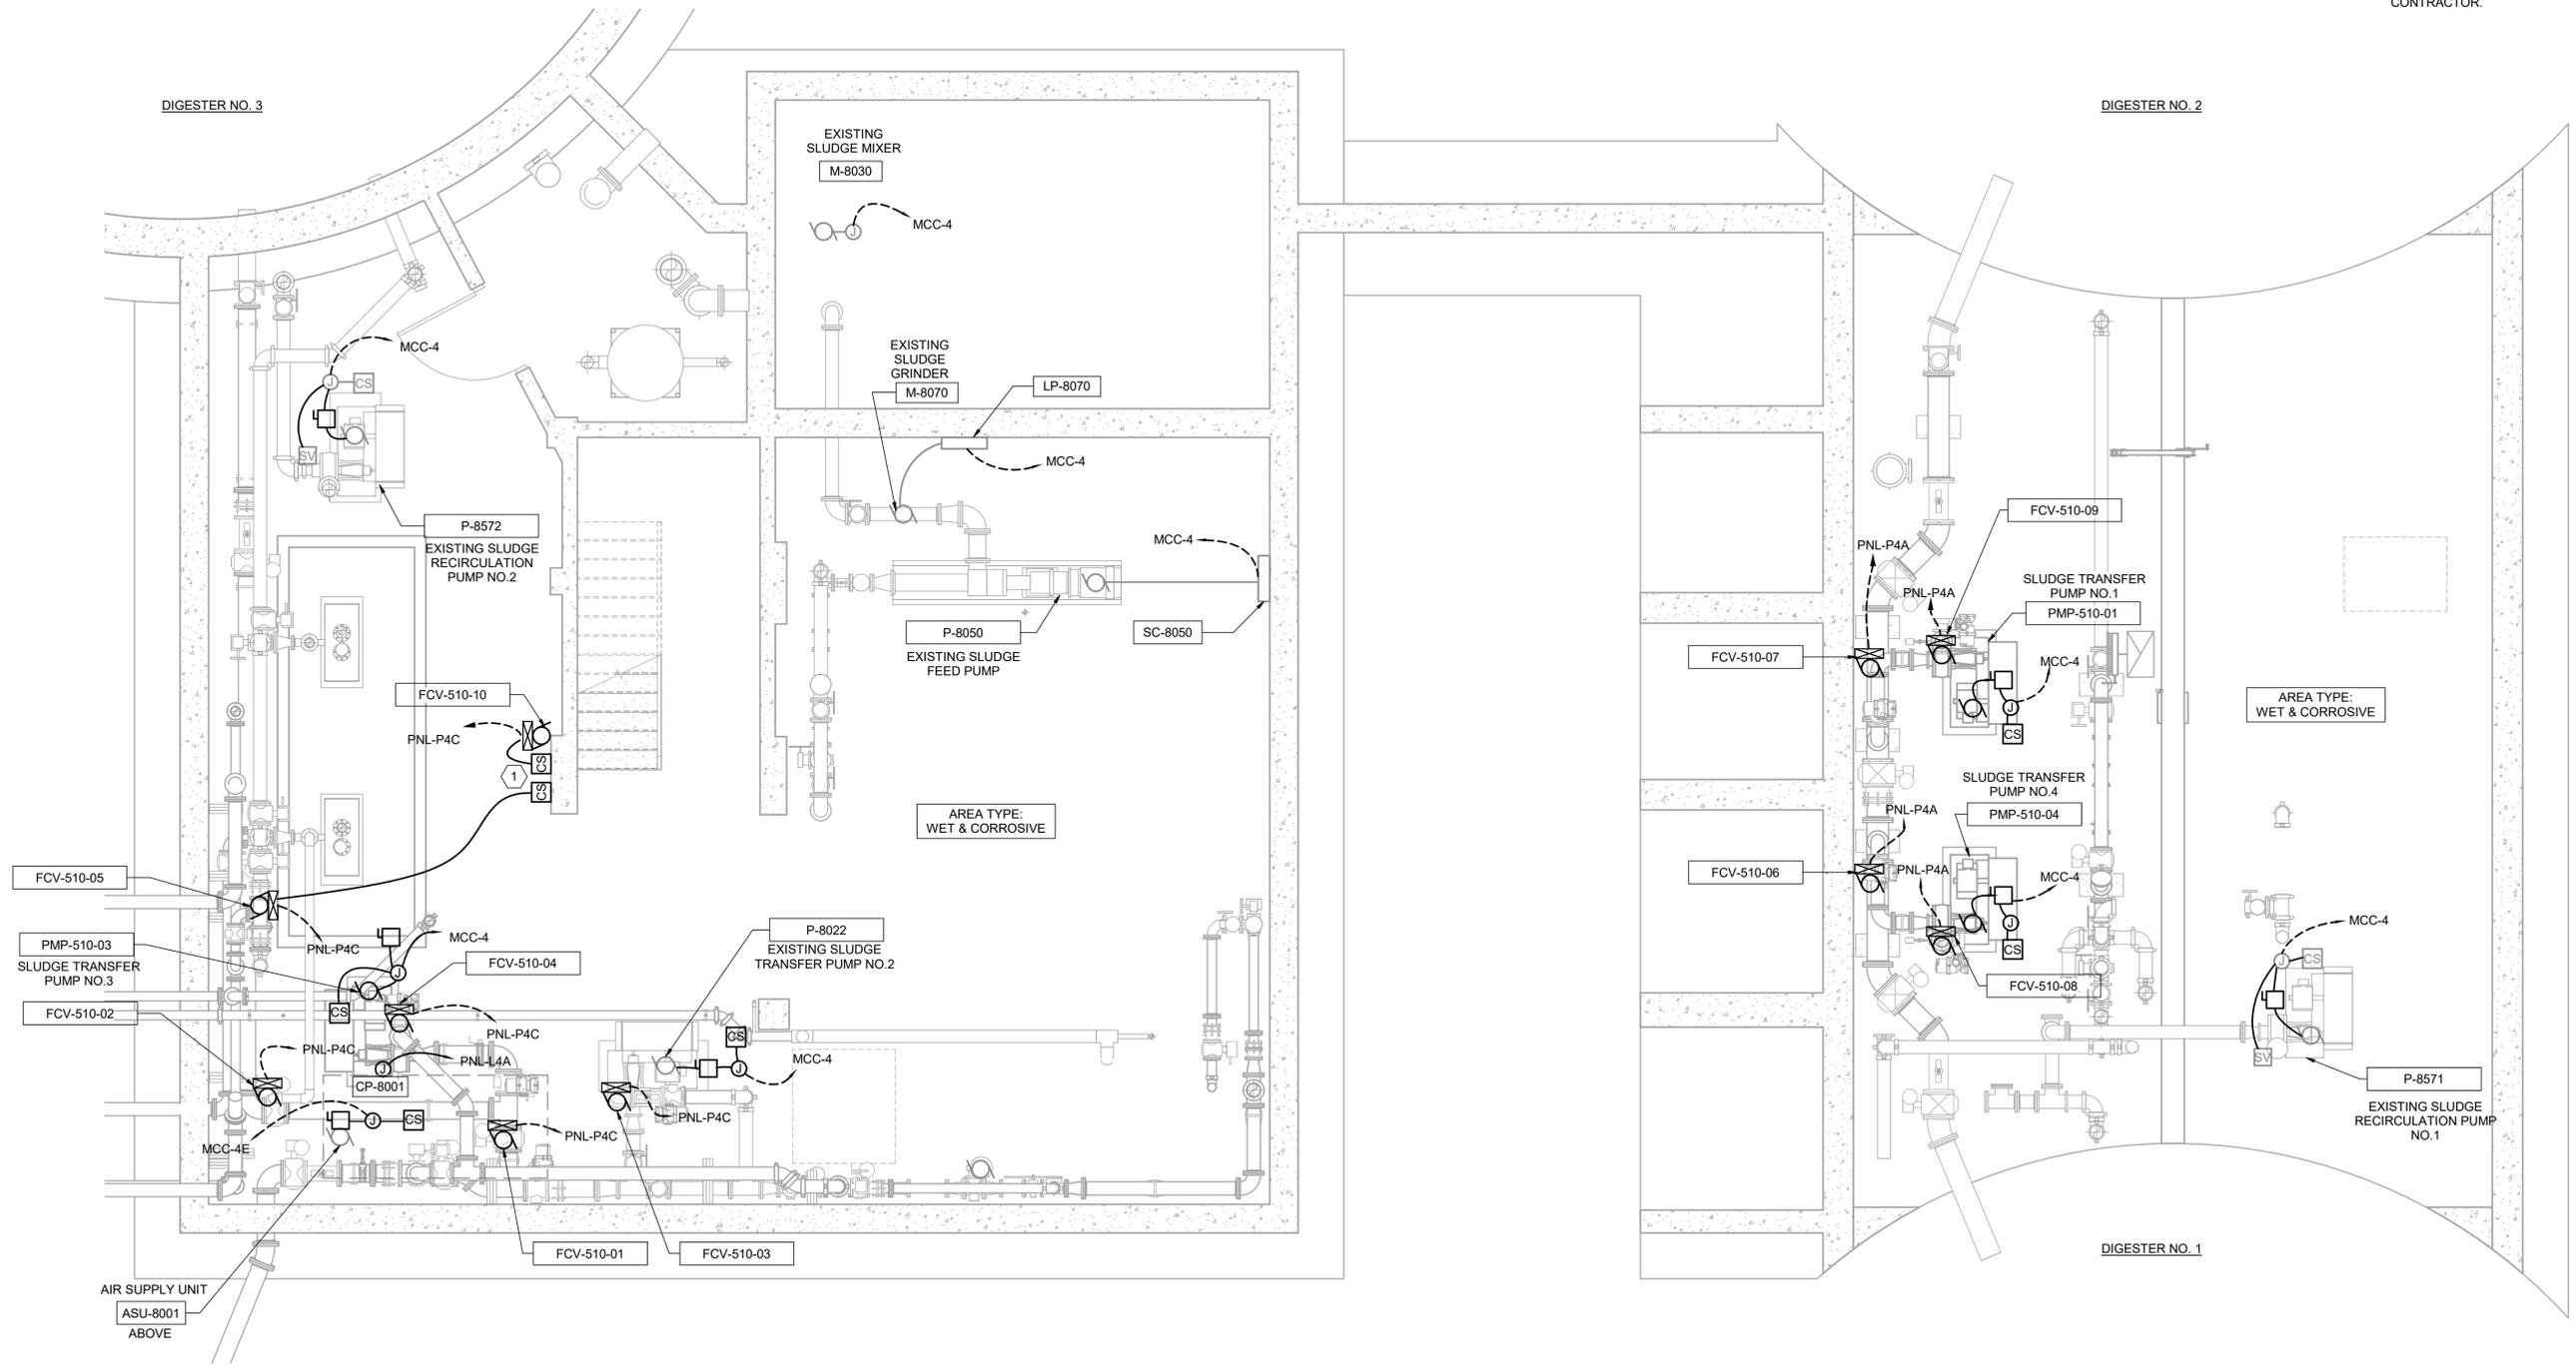 CONTRACTOR.
DIGESTER NO. 3
DIGESTER NO. 2
EXISTING
SLUDGE MIXER
M-8030
MCC-4
MCC-4
J
J
CS
SV
EXISTING
SLUDGE
GRINDER
M-8070
LP-8070
MCC-4
P-8572
EXISTING SLUDGE
RECIRCULATION
PUMP NO.2
MCC-4
P-8050
EXISTING SLUDGE
FEED PUMP
SC-8050
FCV-510-10
PNL-P4C
CS
1
CS
AREA TYPE:
WET & CORROSIVE
FCV-510-05
PNL-P4C
PMP-510-03
SLUDGE TRANSFER
PUMP NO.3
MCC-4
J
CS
FCV-510-04
PNL-P4C
FCV-510-02
PNL-P4C
PNL-L4A
J
CP-8001
J
CS
MCC-4E
PNL-P4C
P-8022
EXISTING SLUDGE
TRANSFER PUMP NO.2
CS
J
MCC-4
PNL-P4C
FCV-510-01
FCV-510-03
AIR SUPPLY UNIT
ASU-8001
ABOVE
FCV-510-09
PNL-P4A
PNL-P4A
SLUDGE TRANSFER
PUMP NO.1
PMP-510-01
FCV-510-07
MCC-4
J
CS
AREA TYPE:
WET & CORROSIVE
SLUDGE TRANSFER
PUMP NO.4
PMP-510-04
PNL-P4A
FCV-510-06
PNL-P4A
MCC-4
J
CS
FCV-510-08
MCC-4
J
CS
SV
P-8571
EXISTING SLUDGE
RECIRCULATION PUMP
NO.1
DIGESTER NO. 1